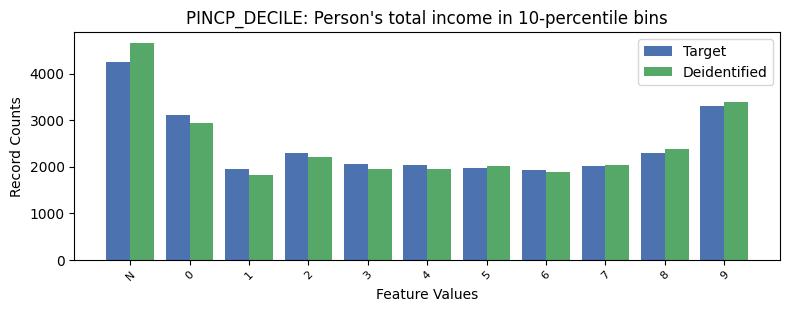 PINCP_DECILE: Person's total income in 10-percentile bins
Target
Deidentified
Record Counts
4000
3000
2000
1000
0
N 0 1 2 3 4 5 6 7 8 9
Feature Values